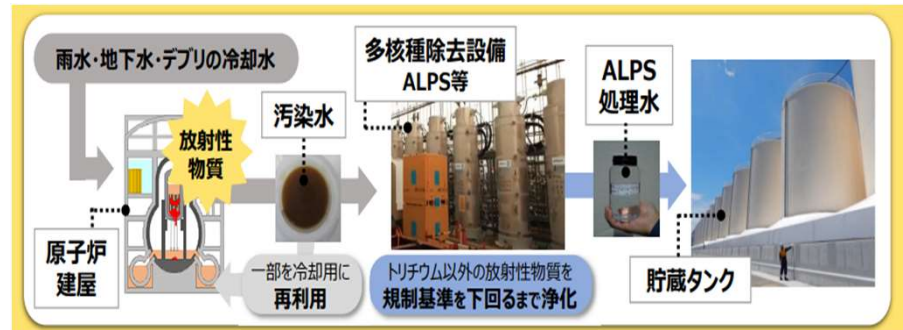 雨水・地下水・デブリの冷却水
放射性
物質
原子炉
建屋
汚染水
一部を冷却用に
再利用
多核種除去設備
ALPS等
トリチウム以外の放射性物質を
規制基準を下回るまで浄化
ALPS
処理水
貯蔵タンク